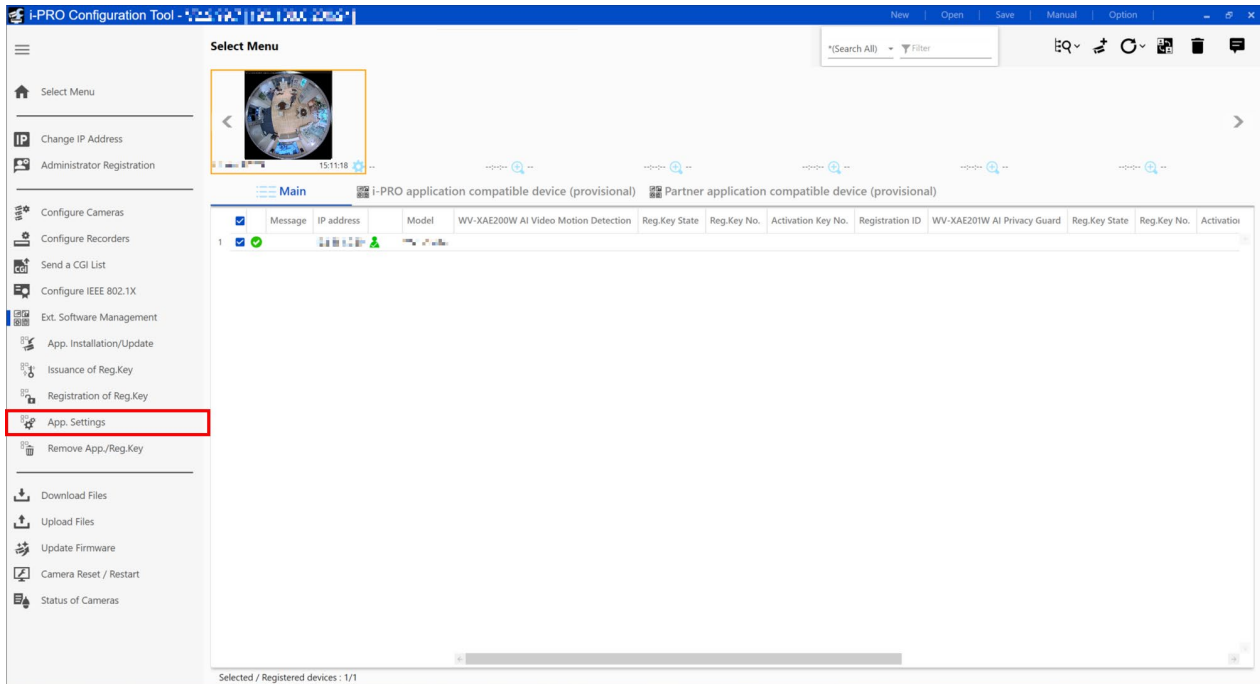 i-PRO Configuration Tool -
New | Open | Save | Manual | Option |
Select Menu
*(Search All) Filter
Select Menu
Change IP Address
Administrator Registration
Configure Cameras
Configure Recorders
Send a CGI List
Configure IEEE 802.1X
Ext. Software Management
App. Installation/Update
Issuance of Reg.Key
Registration of Reg.Key
App. Settings
Remove App./Reg.Key
Download Files
Upload Files
Update Firmware
Camera Reset / Restart
Status of Cameras
15:11:18 --
--:--:-- --
--:--:-- --
--:--:-- --
--:--:-- --
--:--:-- --
Main i-PRO application compatible device (provisional) Partner application compatible device (provisional)
Message IP address Model WV-XAE200W AI Video Motion Detection Reg.Key State Reg.Key No. Activation Key No. Registration ID WV-XAE201W AI Privacy Guard Reg.Key State Reg.Key No. Activation
1
Selected / Registered devices : 1/1